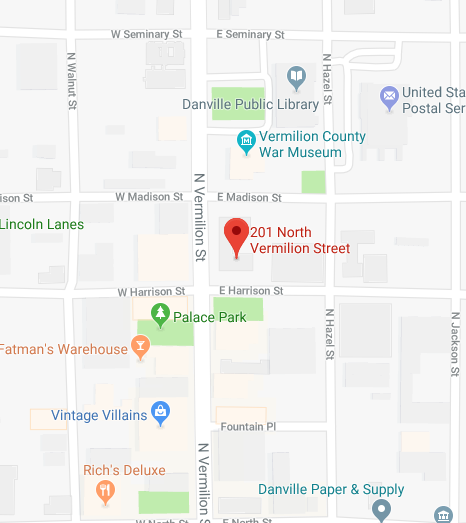 W Seminary St
E Seminary St
N Walnut St
N Hazel St
Danville Public Library
United Sta
Postal Ser
Vermilion County
War Museum
ison St
W Madison St
E Madison St
N Vermilion St
Lincoln Lanes
201 North
Vermilion Street
W Harrison St
E Harrison St
Palace Park
N Hazel St
N Jackson St
Fatman's Warehouse
Vintage Villains
Fountain Pl
N Vermilion S
Rich's Deluxe
Danville Paper & Supply
W North St
E North St